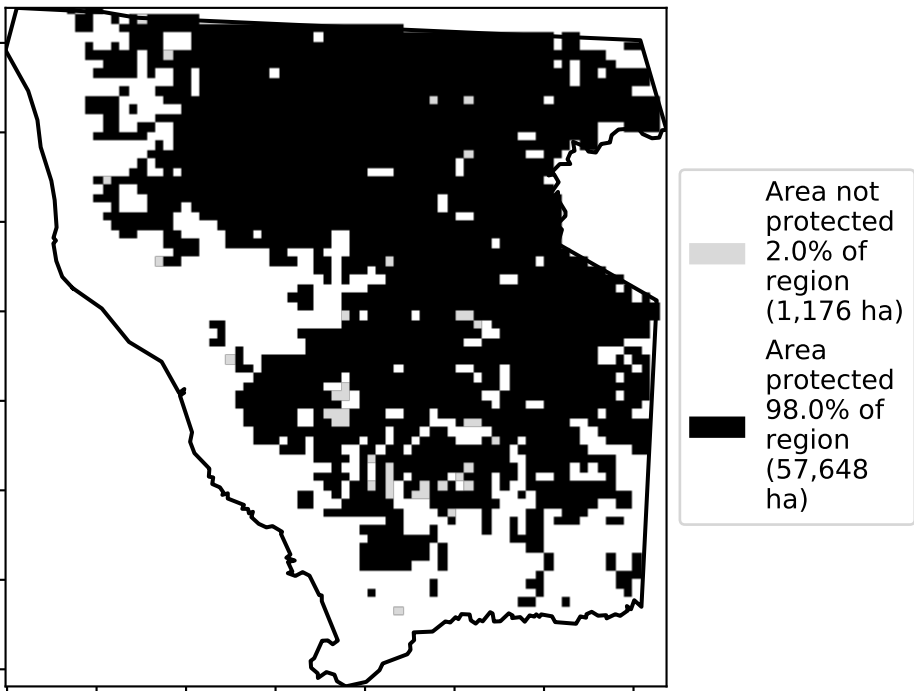 Area not
protected
2.0% of
region
(1,176 ha)
Area
protected
98.0% of
region
(57,648
ha)